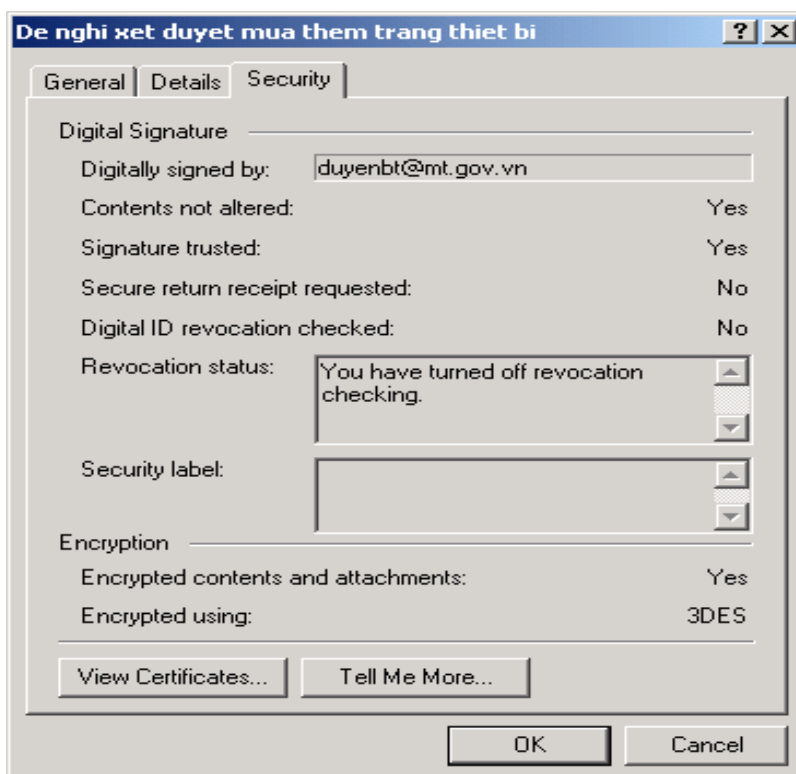 De nghi xet duyet mua them trang thiet bi
General Details Security
Digital Signature
Digitally signed by: duyenbt@mt.gov.vn
Contents not altered: Yes
Signature trusted: Yes
Secure return receipt requested: No
Digital ID revocation checked: No
Revocation status: You have turned off revocation
checking.
Security label:
Encryption
Encrypted contents and attachments: Yes
Encrypted using: 3DES
View Certificates... Tell Me More...
OK Cancel